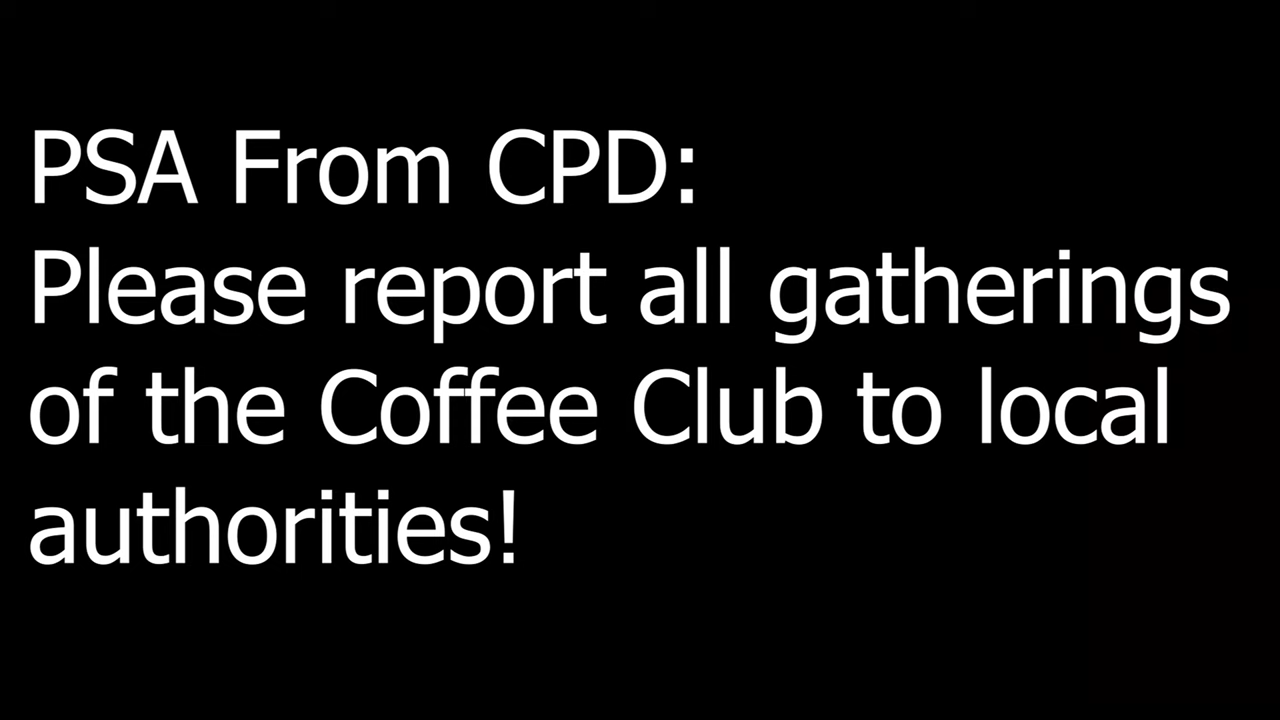 PSA From CPD:
Please report all gatherings
of the Coffee Club to local
authorities!